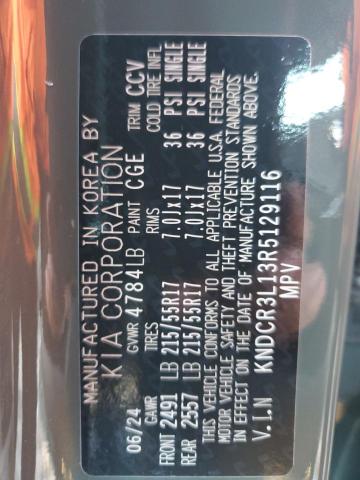 MANUFACTURED IN KOREA BY
KIA CORPORATION
06/24 GVWR 4784LB PAINT CGE TRIM CCV
GAWR TIRES RIMS COLD TIRE INFL
FRONT 2491 LB 215/55R17 7.0Jx17 36 PSI SINGLE
REAR 2557 LB 215/55R17 7.0Jx17 36 PSI SINGLE
THIS VEHICLE CONFORMS TO ALL APPLICABLE U.S.A. FEDERAL
MOTOR VEHICLE SAFETY AND THEFT PREVENTION STANDARDS
IN EFFECT ON THE DATE OF MANUFACTURE SHOWN ABOVE.
V.I.N KNDCR3L13R5129116
MPV